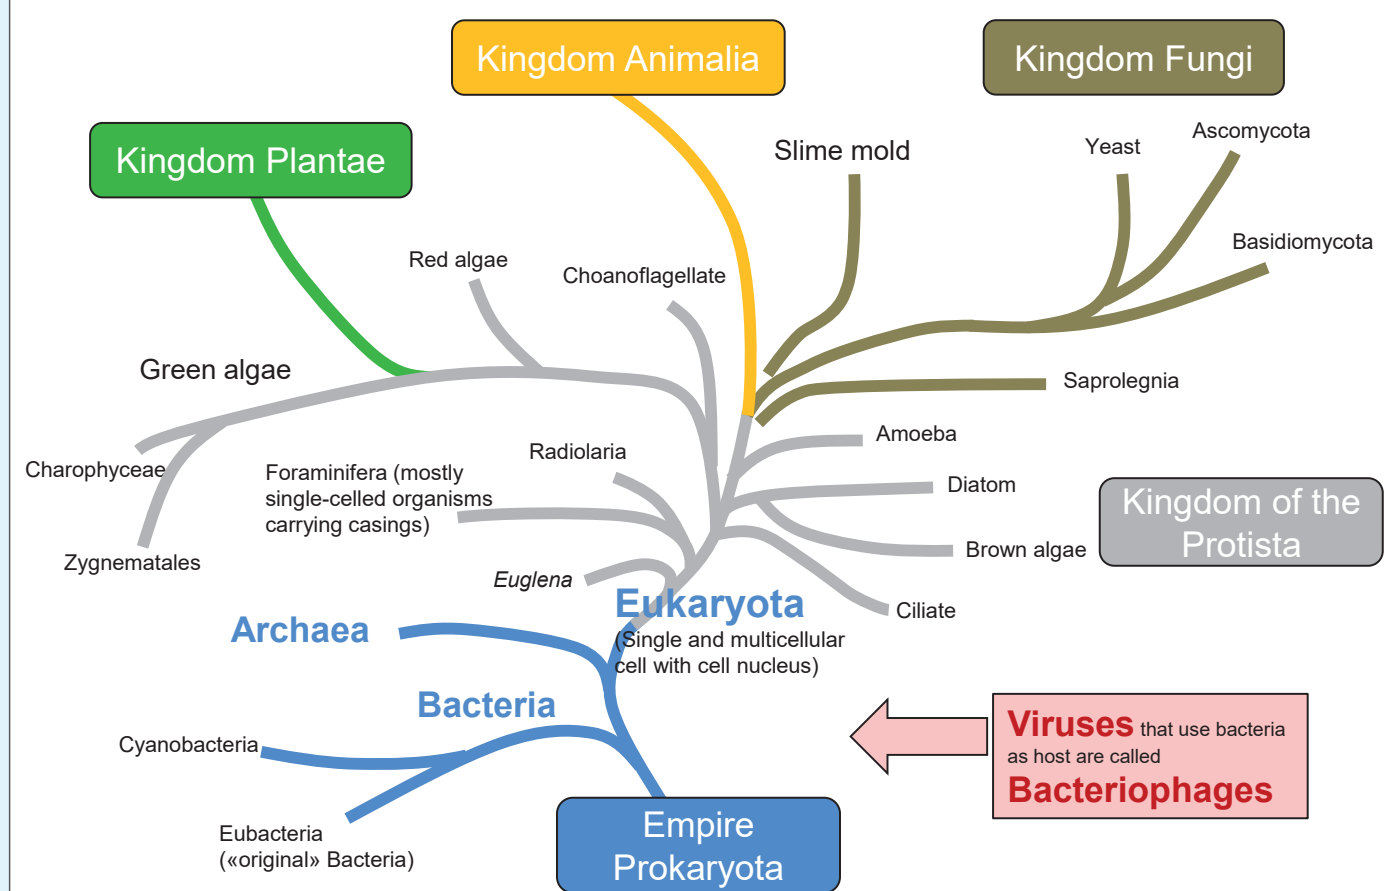 Kingdom Animalia
Kingdom Fungi
Kingdom Plantae
Slime mold
Yeast
Ascomycota
Basidiomycota
Red algae
Choanoflagellate
Green algae
Saprolegnia
Amoeba
Charophyceae
Foraminifera (mostly
single-celled organisms
carrying casings)
Radiolaria
Diatom
Kingdom of the
Protista
Brown algae
Zygnematales
Euglena
Ciliate
Eukaryota
(Single and multicellular
cell with cell nucleus)
Archaea
Bacteria
Cyanobacteria
Eubacteria
(«original» Bacteria)
Viruses that use bacteria
as host are called
Bacteriophages
Empire
Prokaryota